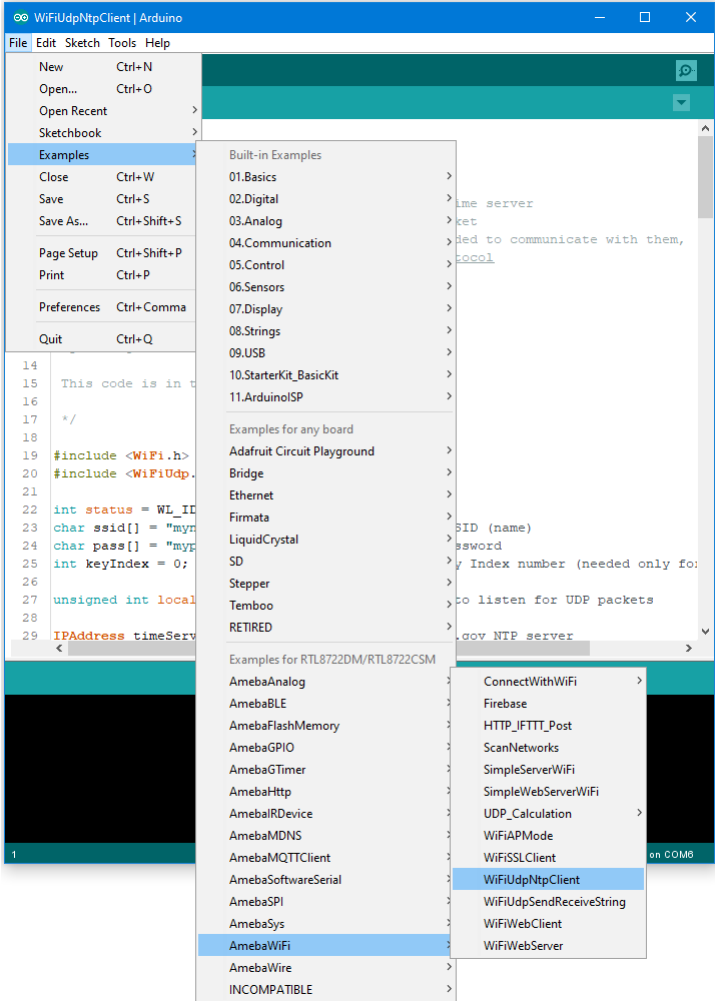 WiFiUdpNtpClient | Arduino
File Edit Sketch Tools Help
New Ctrl+N
Open... Ctrl+O
Open Recent
Sketchbook
Examples
Close Ctrl+W
Save Ctrl+S
Save As... Ctrl+Shift+S
Page Setup Ctrl+Shift+P
Print Ctrl+P
Preferences Ctrl+Comma
Quit Ctrl+Q
Built-in Examples
01.Basics
02.Digital
03.Analog
04.Communication
05.Control
06.Sensors
07.Display
08.Strings
09.USB
10.StarterKit_BasicKit
11.ArduinoISP
Examples for any board
Adafruit Circuit Playground
Bridge
Ethernet
Firmata
LiquidCrystal
SD
Stepper
Temboo
RETIRED
Examples for RTL8722DM/RTL8722CSM
AmebaAnalog
AmebaBLE
AmebaFlashMemory
AmebaGPIO
AmebaGTimer
AmebaHttp
AmebaIRDevice
AmebaMDNS
AmebaMQTTClient
AmebaSoftwareSerial
AmebaSPI
AmebaSys
AmebaWiFi
AmebaWire
INCOMPATIBLE
ConnectWithWiFi
Firebase
HTTP_IFTTT_Post
ScanNetworks
SimpleServerWiFi
SimpleWebServerWiFi
UDP_Calculation
WiFiAPMode
WiFiSSLClient
WiFiUdpNtpClient
WiFiUdpSendReceiveString
WiFiWebClient
WiFiWebServer
ime server
ket
ded to communicate with them,
tocol
14
15 This code is in t
16
17 */
18
19 #include <WiFi.h>
20 #include <WiFiUdp.
21
22 int status = WL_ID
23 char ssid[] = "myn SID (name)
24 char pass[] = "myp ssword
25 int keyIndex = 0; y Index number (needed only for
26
27 unsigned int local to listen for UDP packets
28
29 IPAddress timeServ .gov NTP server
1 on COM6